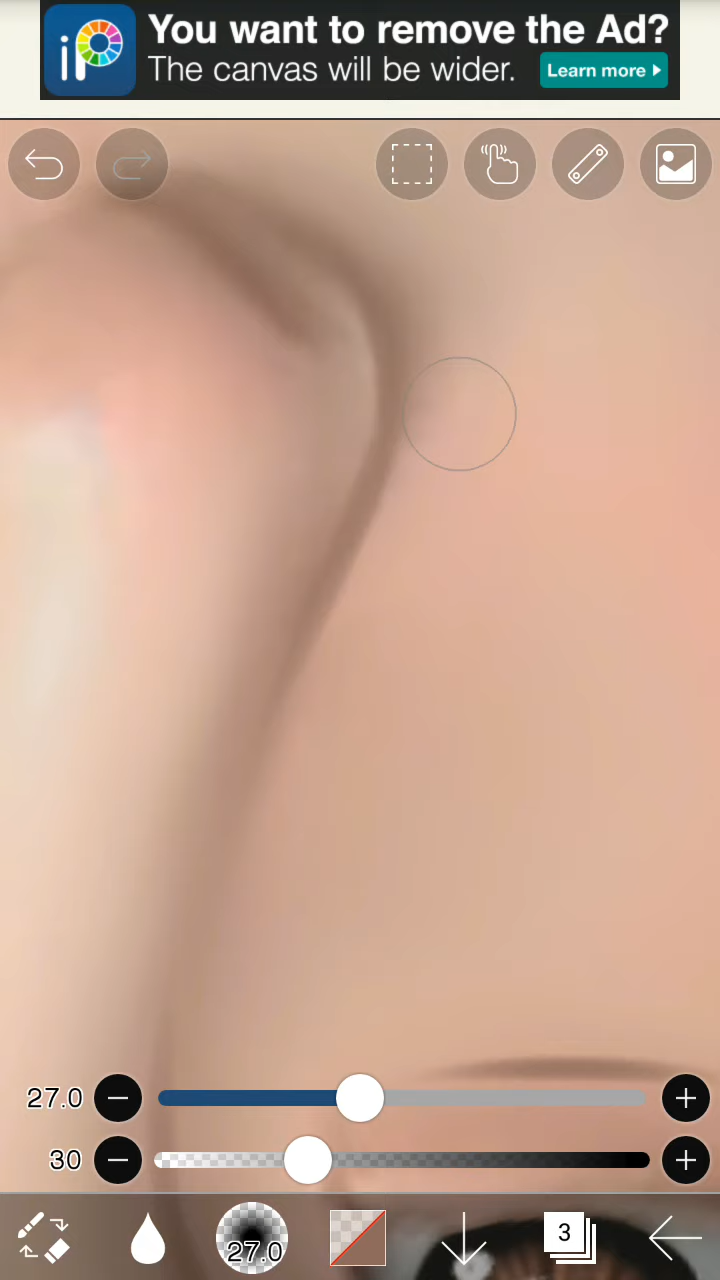 iP
You want to remove the Ad?
The canvas will be wider.
Learn more
27.0
30
27.0
3